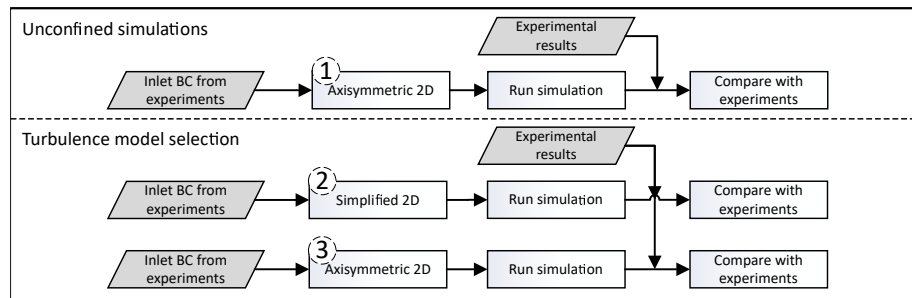 Unconfined simulations
Experimental
results
Inlet BC from
experiments
1
Axisymmetric 2D
Run simulation
Compare with
experiments
Turbulence model selection
Experimental
results
Inlet BC from
experiments
2
Simplified 2D
Run simulation
Compare with
experiments
Inlet BC from
experiments
3
Axisymmetric 2D
Run simulation
Compare with
experiments